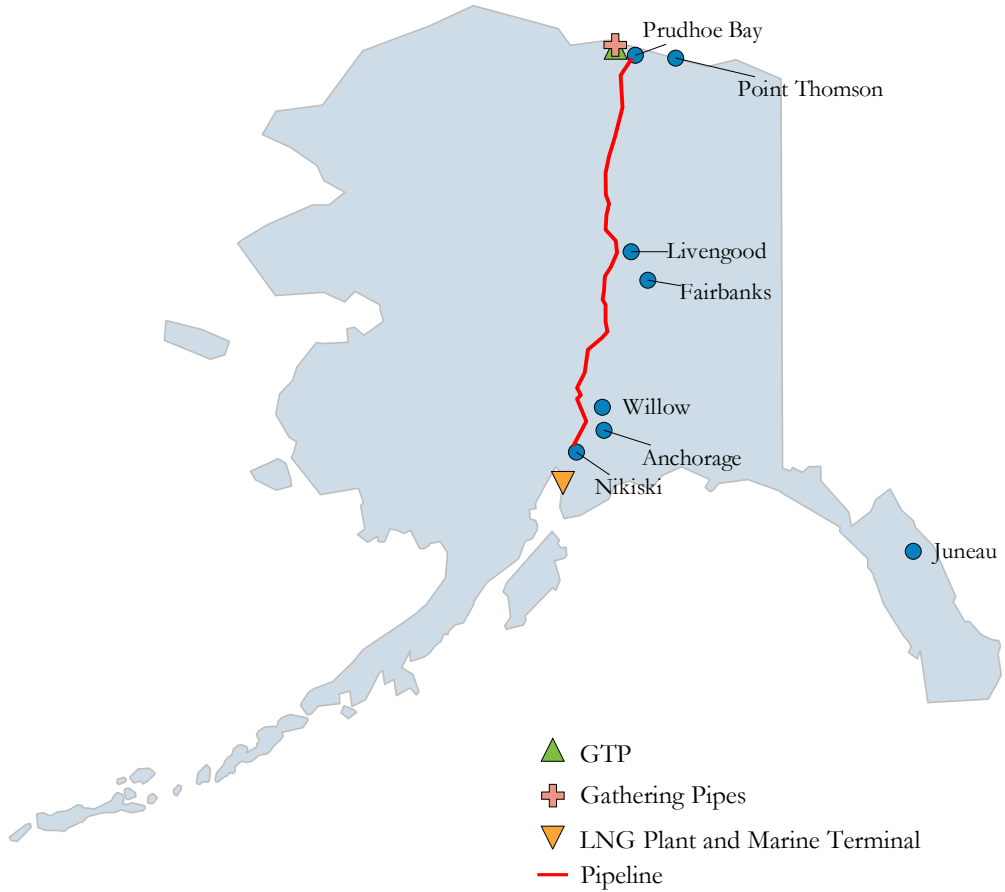 Prudhoe Bay
Point Thomson
Livengood
Fairbanks
Willow
Anchorage
Nikiski
Juneau
GTP
Gathering Pipes
LNG Plant and Marine Terminal
Pipeline